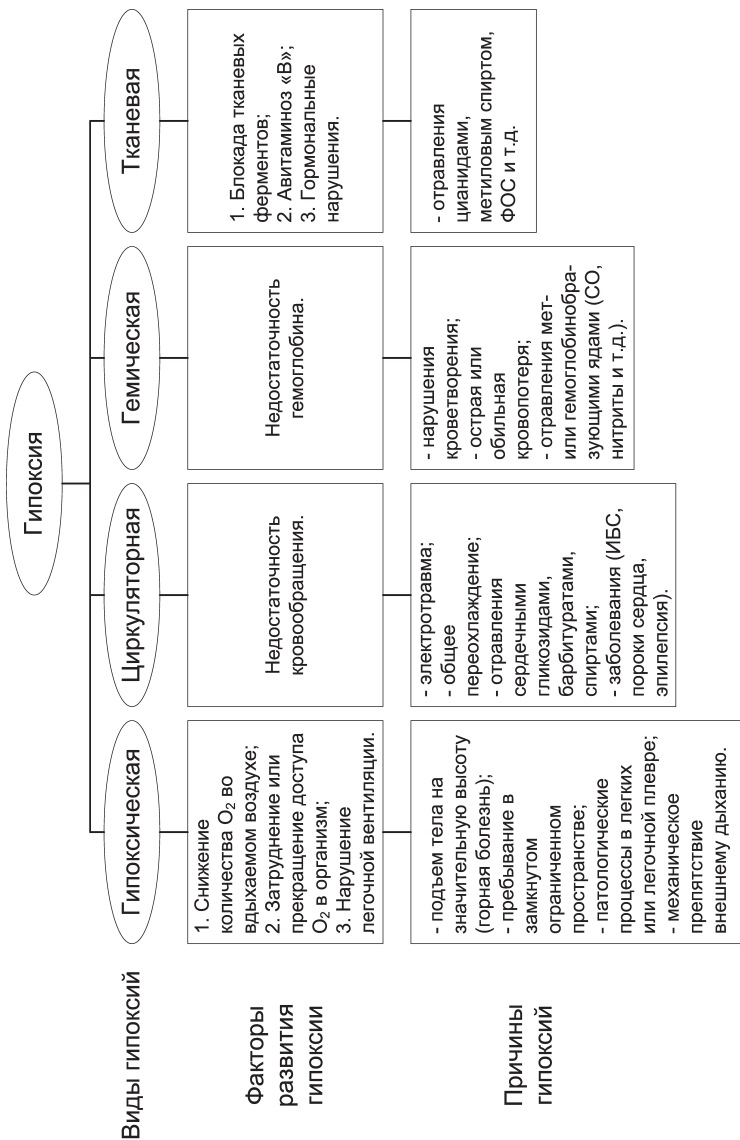 Гипоксия
Виды гипоксий
Гипоксическая
Циркуляторная
Гемическая
Тканевая
Факторы
развития
гипоксии
1. Снижение
количества O₂ во
вдыхаемом воздухе;
2. Затруднение или
прекращение доступа
O₂ в организм;
3. Нарушение
легочной вентиляции.
Недостаточность
кровообращения.
Недостаточность
гемоглобина.
1. Блокада тканевых
ферментов;
2. Авитаминоз «В»;
3. Гормональные
нарушения.
Причины
гипоксий
- подъем тела на
значительную высоту
(горная болезнь);
- пребывание в
замкнутом
ограниченном
пространстве;
- патологические
процессы в легких
или легочной плевре;
- механическое
препятствие
внешнему дыханию.
- электротравма;
- общее
переохлаждение;
- отравления
сердечными
гликозидами,
барбитуратами,
спиртами;
- заболевания (ИБС,
пороки сердца,
эпилепсия).
- нарушения
кроветворения;
- острая или
обильная
кровопотеря;
- отравления мет-
или гемоглобинобра-
зующими ядами (СО,
нитриты и т.д.).
- отравления
цианидами,
метиловым спиртом,
ФОС и т.д.